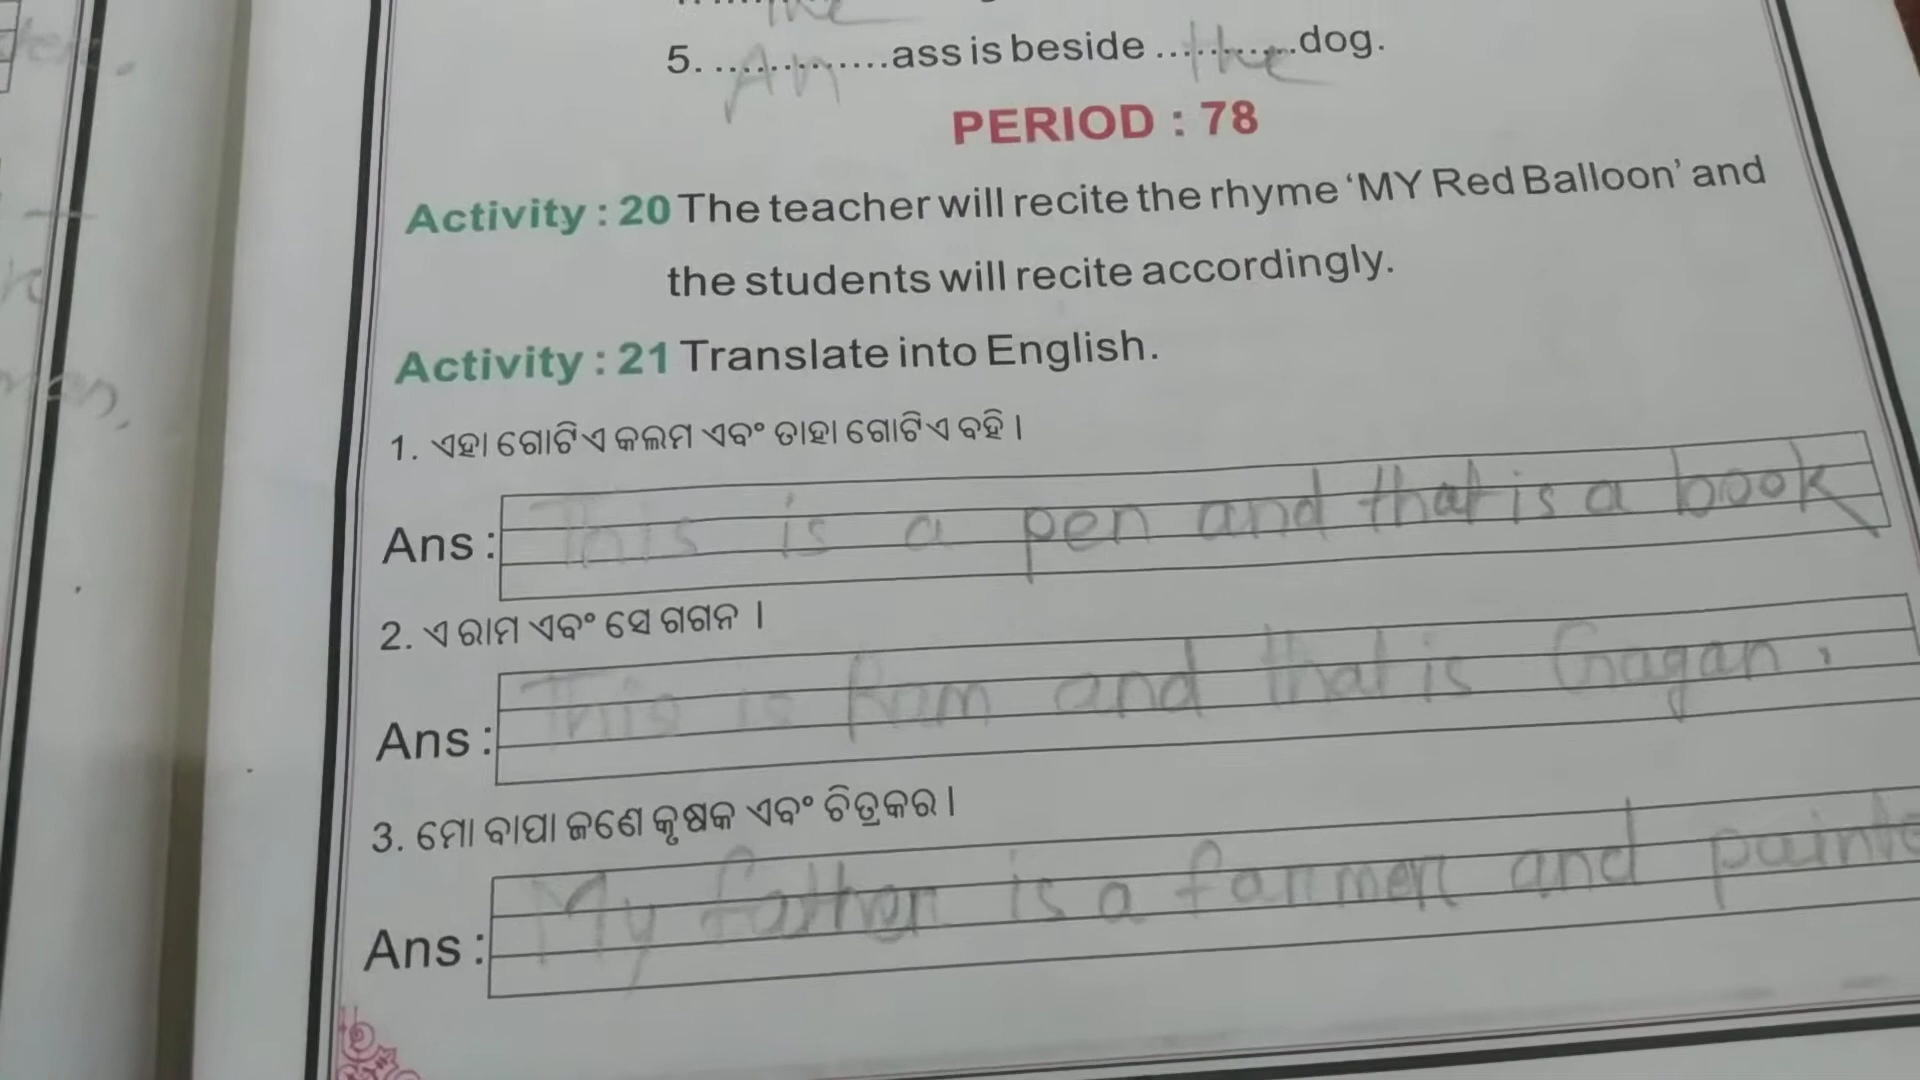 the
5. .............ass is beside ............dog.
An the
PERIOD : 78
Activity : 20 The teacher will recite the rhyme ‘MY Red Balloon’ and
the students will recite accordingly.
Activity : 21 Translate into English.
1. ଏହା ଗୋଟିଏ କଲମ ଏବଂ ତାହା ଗୋଟିଏ ବହି ।
Ans : This is a pen and that is a book
2. ଏ ରାମ ଏବଂ ସେ ଗଗନ ।
Ans : This is Ram and that is Gagan.
3. ମୋ ବାପା ଜଣେ କୃଷକ ଏବଂ ଚିତ୍ରକର ।
Ans : My father is a farmer and painte